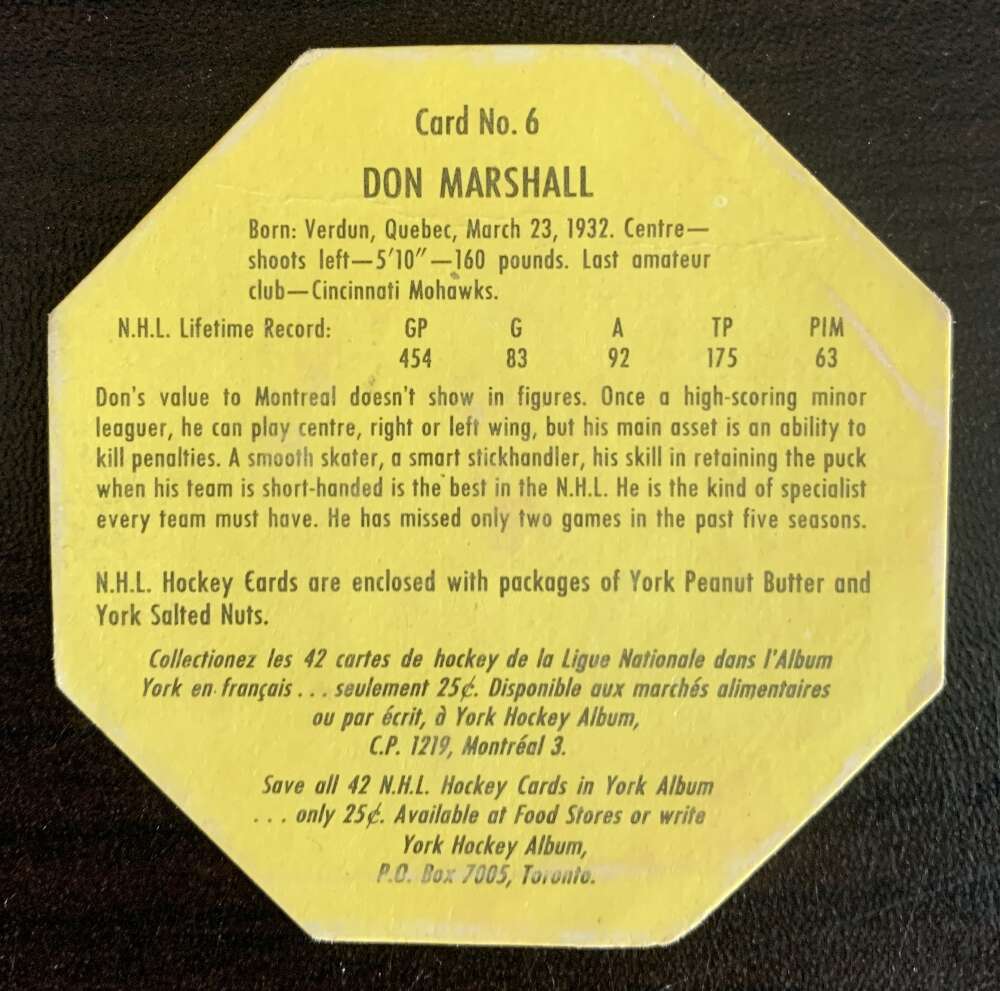 Card No. 6
DON MARSHALL
Born: Verdun, Quebec, March 23, 1932. Centre—
shoots left—5'10"—160 pounds. Last amateur
club—Cincinnati Mohawks.
N.H.L. Lifetime Record: GP G A TP PIM
454 83 92 175 63
Don's value to Montreal doesn't show in figures. Once a high-scoring minor
leaguer, he can play centre, right or left wing, but his main asset is an ability to
kill penalties. A smooth skater, a smart stickhandler, his skill in retaining the puck
when his team is short-handed is the best in the N.H.L. He is the kind of specialist
every team must have. He has missed only two games in the past five seasons.
N.H.L. Hockey Cards are enclosed with packages of York Peanut Butter and
York Salted Nuts.
Collectionez les 42 cartes de hockey de la Ligue Nationale dans l'Album
York en français . . . seulement 25¢. Disponible aux marchés alimentaires
ou par écrit, à York Hockey Album,
C.P. 1219, Montréal 3.
Save all 42 N.H.L. Hockey Cards in York Album
. . . only 25¢. Available at Food Stores or write
York Hockey Album,
P.O. Box 7005, Toronto.